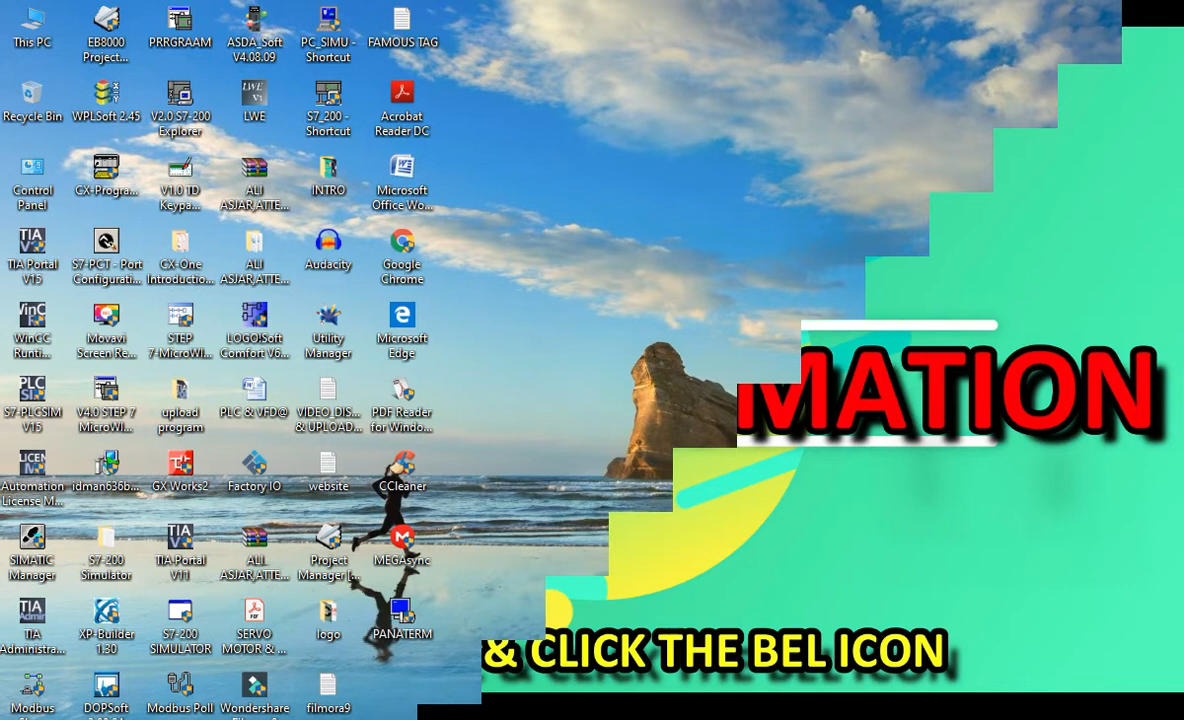 This PC
EB8000
Project...
PRRGRAAM
ASDA_Soft
V4.08.09
PC_SIMU -
Shortcut
FAMOUS TAG
Recycle Bin
WPLSoft 2.45
V2.0 S7-200
Explorer
LWE
S7_200 -
Shortcut
Acrobat
Reader DC
Control
Panel
CX-Progra...
V1.0 TD
Keypa...
ALI
ASJAR,ATTE...
INTRO
Microsoft
Office Wo...
TIA Portal
V15
S7-PCT - Port
Configurati...
CX-One
Introductio...
ALI
ASJAR,ATTE...
Audacity
Google
Chrome
WinCC
Runti...
Movavi
Screen Re...
STEP
7-MicroWI...
LOGO!Soft
Comfort V6...
Utility
Manager
Microsoft
Edge
S7-PLCSIM
V15
V4.0 STEP 7
MicroWI...
upload
program
PLC & VFD@
VIDEO_DIS...
& UPLOAD...
PDF Reader
for Windo...
MATION
Automation
License M...
idman636b...
GX Works2
Factory IO
website
CCleaner
SIMATIC
Manager
S7-200
Simulator
TIA Portal
V11
ALI
ASJAR,ATTE...
Project
Manager [...
MEGAsync
TIA
Administra...
XP-Builder
1.30
S7-200
SIMULATOR
SERVO
MOTOR & ...
logo
PANATERM
& CLICK THE BEL ICON
Modbus
DOPSoft
Modbus Poll
Wondershare
filmora9